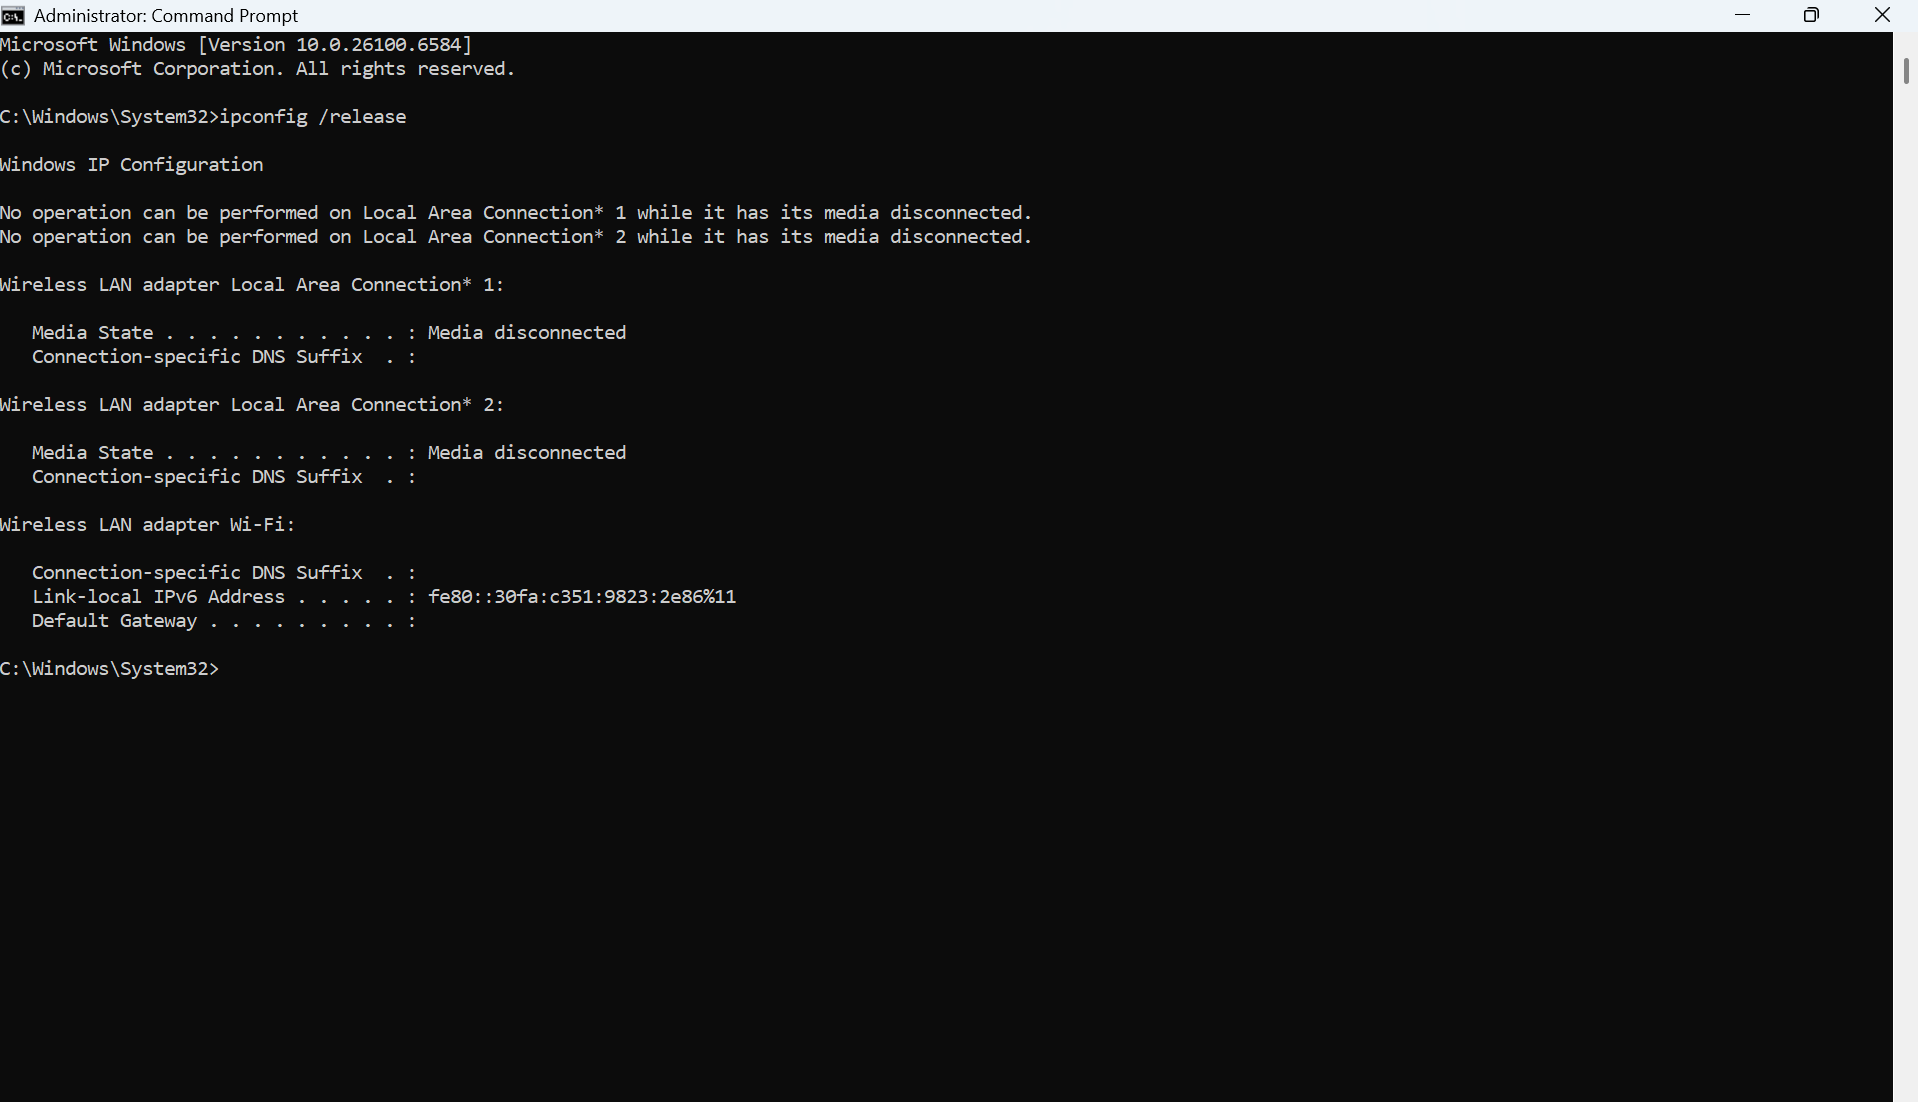 Administrator: Command Prompt
Microsoft Windows [Version 10.0.26100.6584]
(c) Microsoft Corporation. All rights reserved.
C:\Windows\System32>ipconfig /release
Windows IP Configuration
No operation can be performed on Local Area Connection* 1 while it has its media disconnected.
No operation can be performed on Local Area Connection* 2 while it has its media disconnected.
Wireless LAN adapter Local Area Connection* 1:
Media State . . . . . . . . . . . : Media disconnected
Connection-specific DNS Suffix  . :
Wireless LAN adapter Local Area Connection* 2:
Media State . . . . . . . . . . . : Media disconnected
Connection-specific DNS Suffix  . :
Wireless LAN adapter Wi-Fi:
Connection-specific DNS Suffix  . :
Link-local IPv6 Address . . . . . : fe80::30fa:c351:9823:2e86%11
Default Gateway . . . . . . . . . :
C:\Windows\System32>